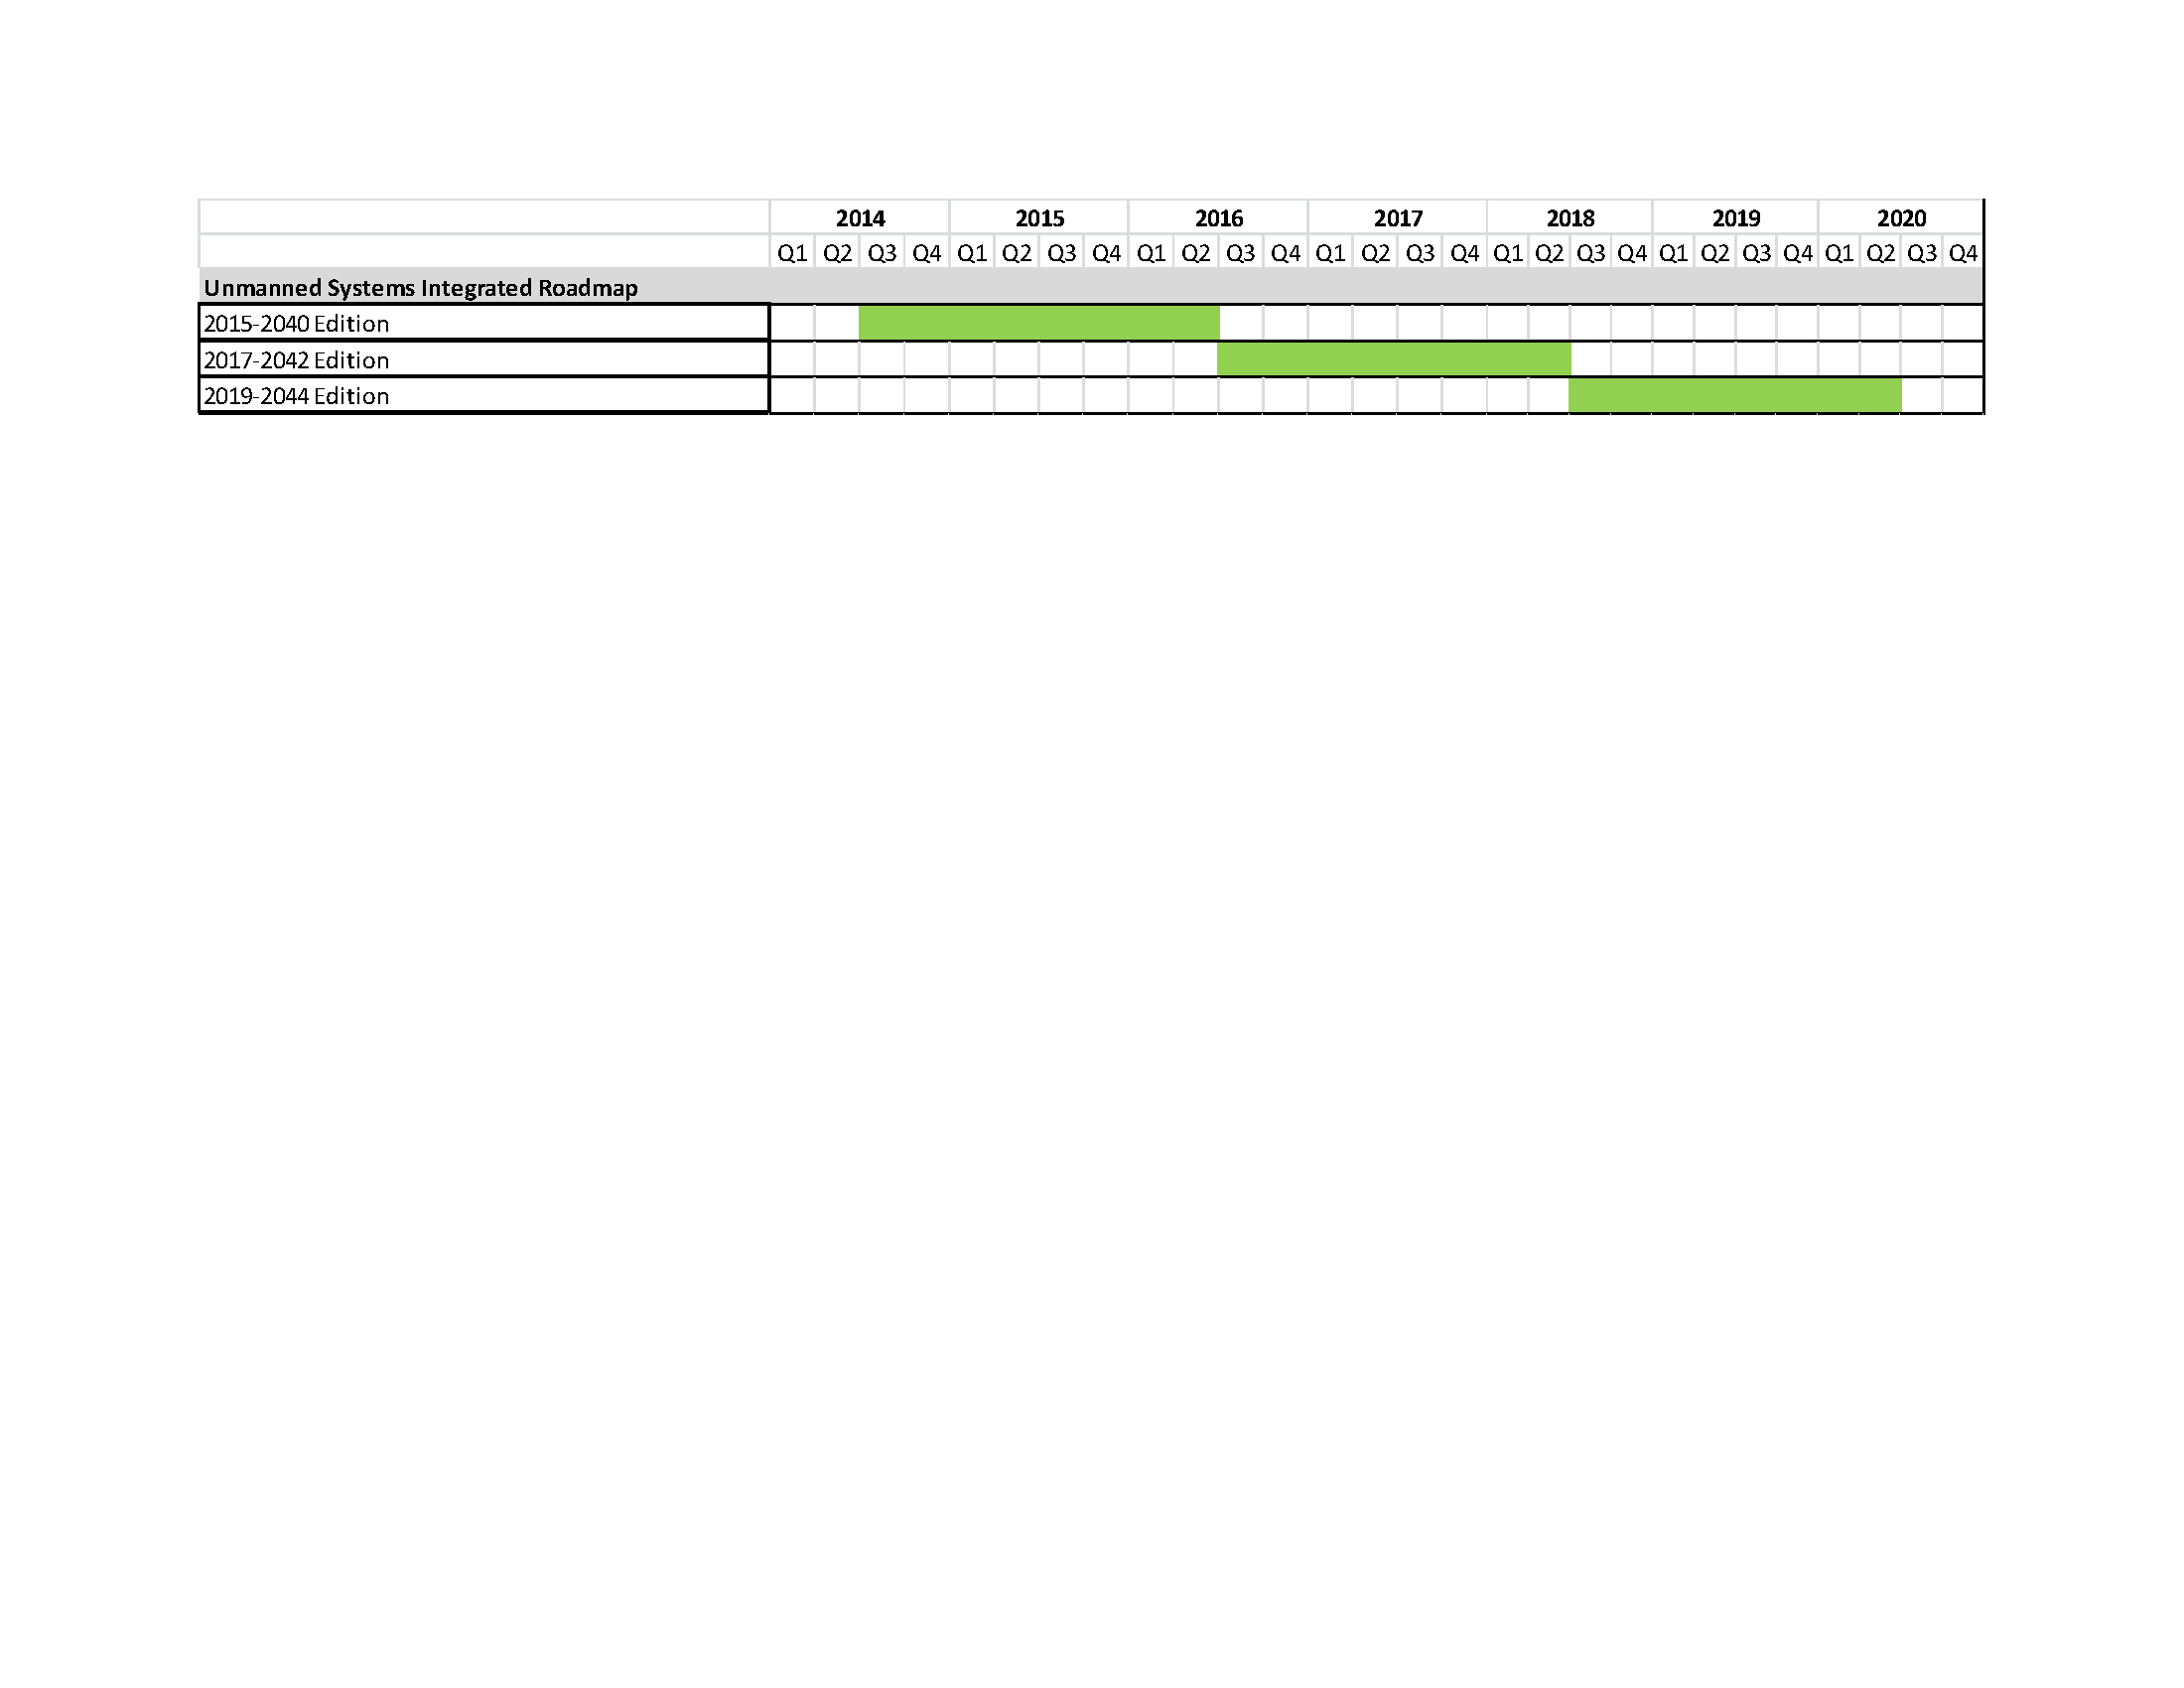 2014 2015 2016 2017 2018 2019 2020
Q1 Q2 Q3 Q4 Q1 Q2 Q3 Q4 Q1 Q2 Q3 Q4 Q1 Q2 Q3 Q4 Q1 Q2 Q3 Q4 Q1 Q2 Q3 Q4 Q1 Q2 Q3 Q4
Unmanned Systems Integrated Roadmap
2015-2040 Edition
2017-2042 Edition
2019-2044 Edition